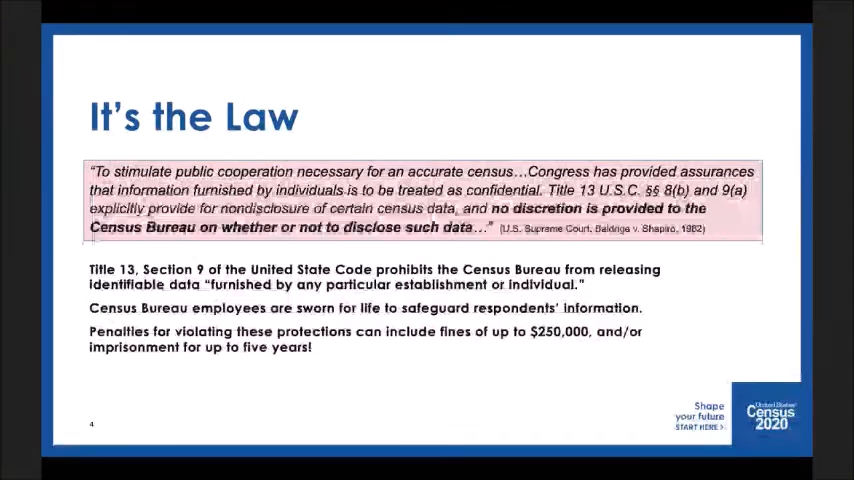 It's the Law
“To stimulate public cooperation necessary for an accurate census…Congress has provided assurances
that information furnished by individuals is to be treated as confidential. Title 13 U.S.C. §§ 8(b) and 9(a)
explicitly provide for nondisclosure of certain census data, and no discretion is provided to the
Census Bureau on whether or not to disclose such data…” (U.S. Supreme Court, Baldrige v. Shapiro, 1982)
Title 13, Section 9 of the United State Code prohibits the Census Bureau from releasing
identifiable data “furnished by any particular establishment or individual.”
Census Bureau employees are sworn for life to safeguard respondents’ information.
Penalties for violating these protections can include fines of up to $250,000, and/or
imprisonment for up to five years!
4
Shape
your future
START HERE >
United States
Census
2020